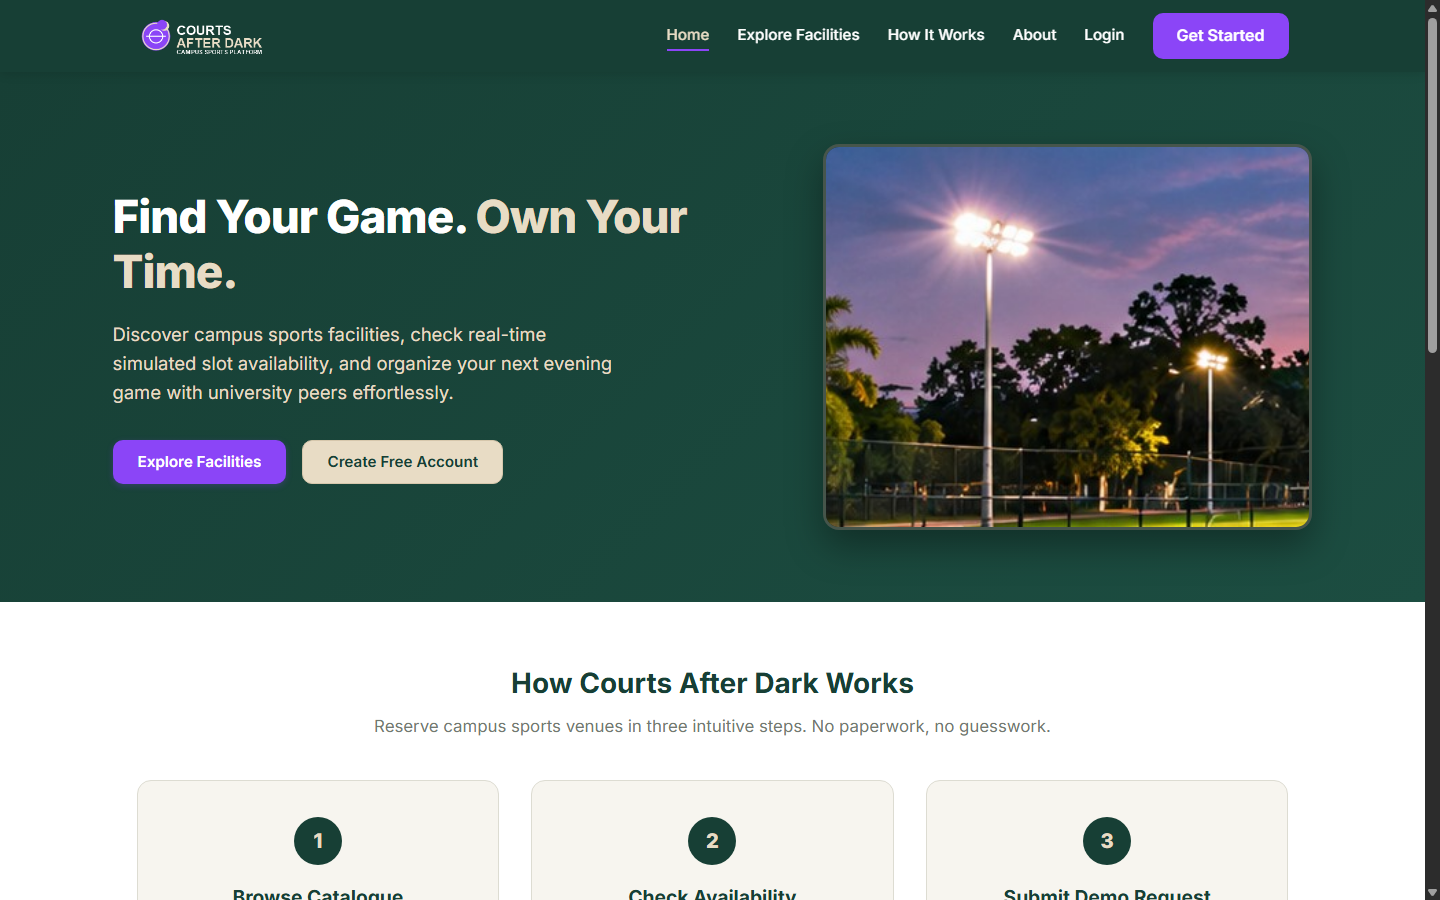 COURTS
AFTER DARK
CAMPUS SPORTS PLATFORM
Home
Explore Facilities
How It Works
About
Login
Get Started
Find Your Game. Own Your
Time.
Discover campus sports facilities, check real-time
simulated slot availability, and organize your next evening
game with university peers effortlessly.
Explore Facilities
Create Free Account
How Courts After Dark Works
Reserve campus sports venues in three intuitive steps. No paperwork, no guesswork.
1
2
3
Browse Catalogue
Check Availability
Submit Demo Request